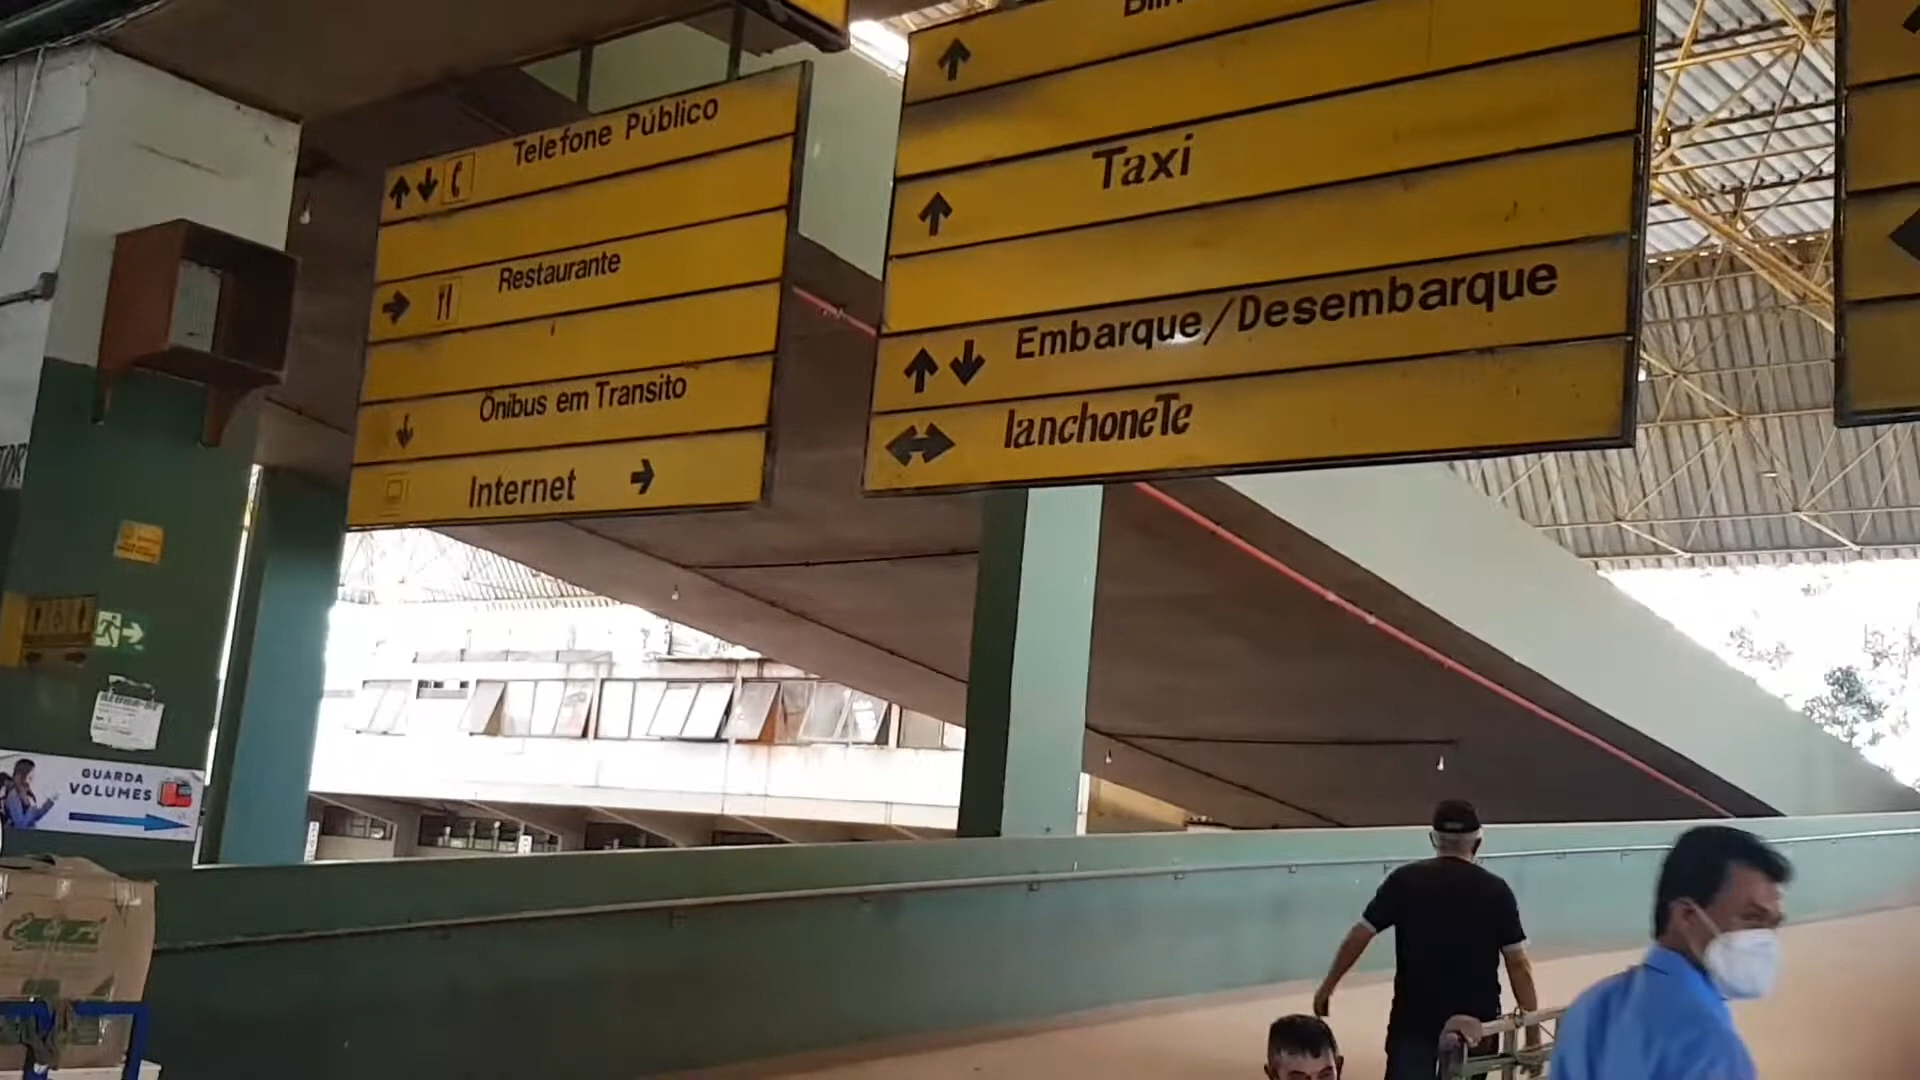 Telefone Público
Restaurante
Ônibus em Transito
Internet
Taxi
Embarque/Desembarque
lanchoneTe
GUARDA
VOLUMES